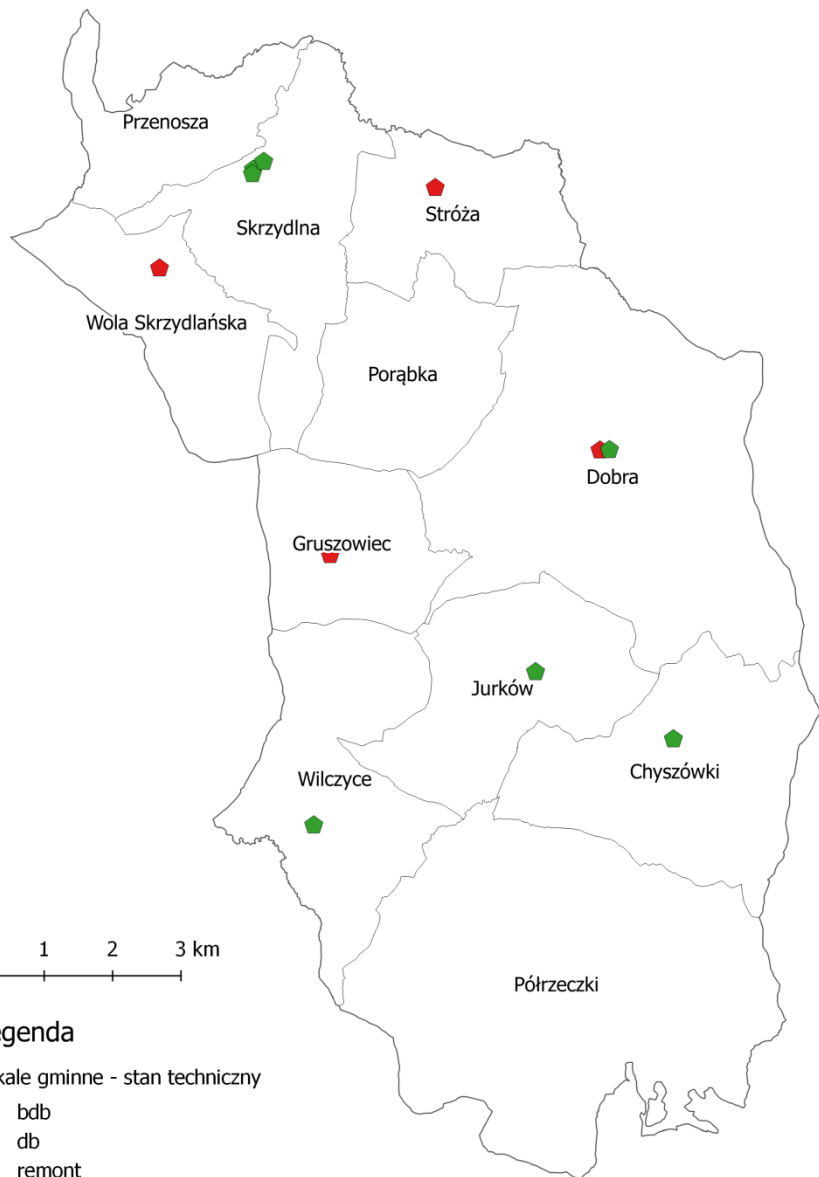 Przenosza
Skrzydlna
Stróża
Wola Skrzydlańska
Porąbka
Dobra
Gruszowiec
Jurków
Chyszówki
Wilczyce
1 2 3 km
Półrzeczki
egenda
kale gminne - stan techniczny
bdb
db
remont